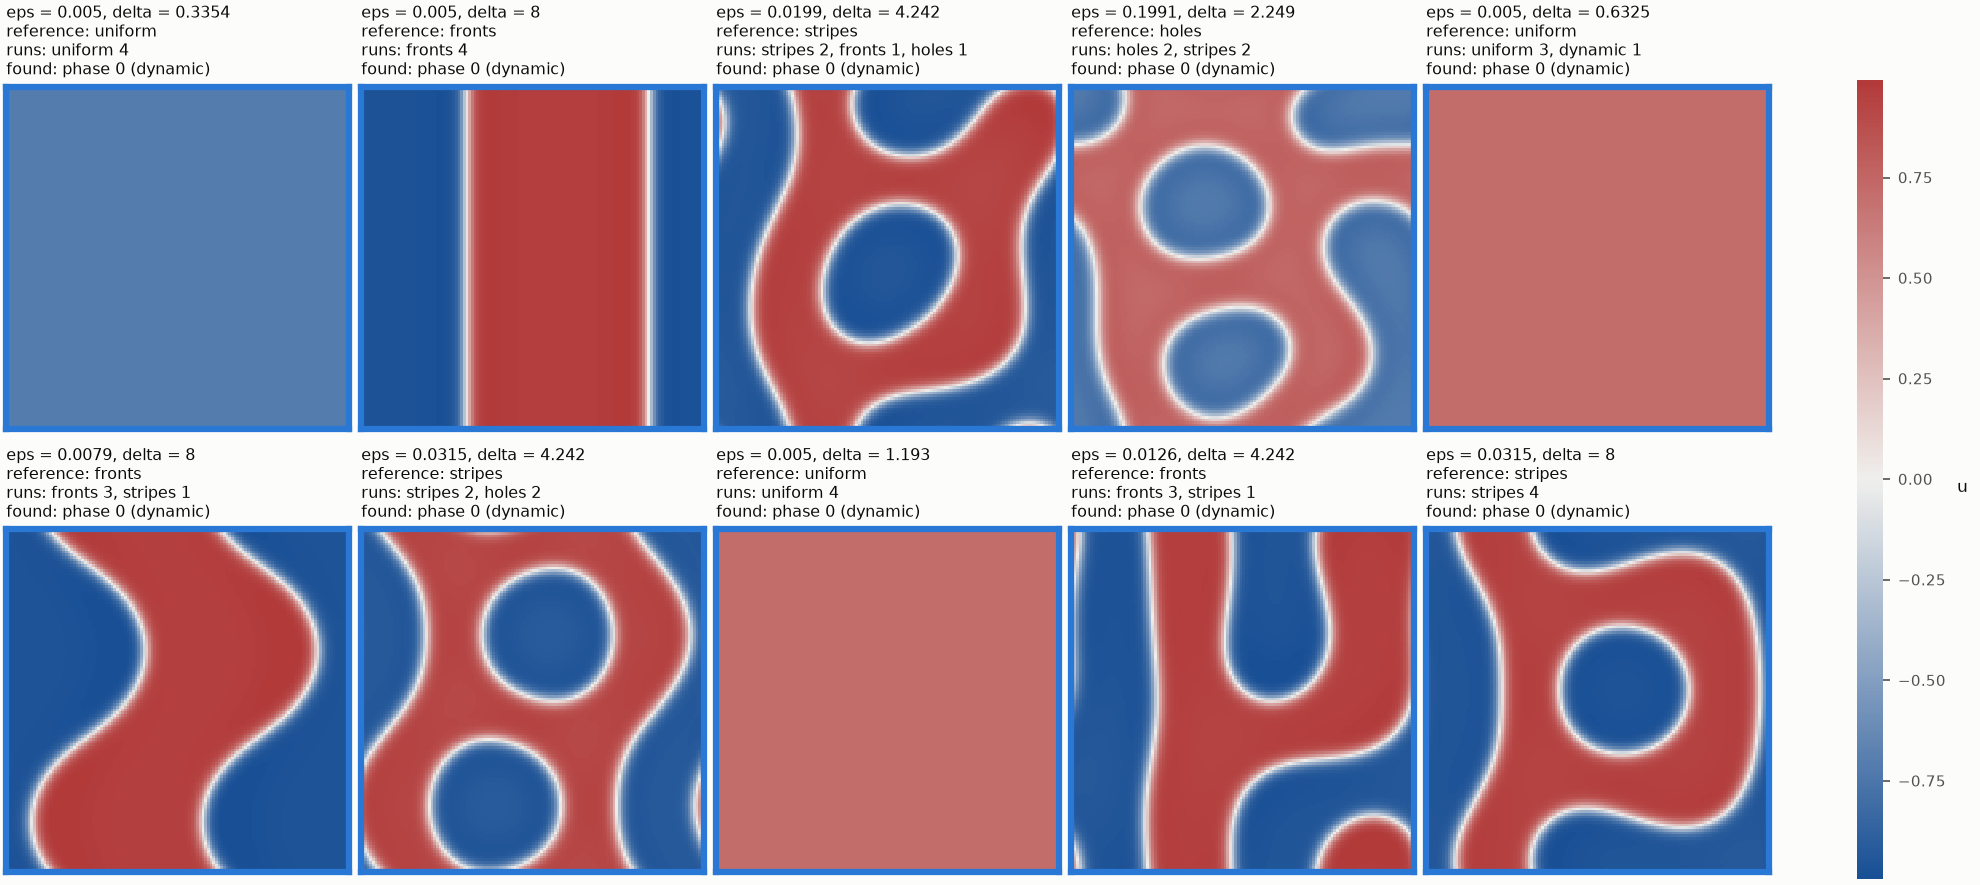 eps = 0.005, delta = 0.3354
reference: uniform
runs: uniform 4
found: phase 0 (dynamic)
eps = 0.005, delta = 8
reference: fronts
runs: fronts 4
found: phase 0 (dynamic)
eps = 0.0199, delta = 4.242
reference: stripes
runs: stripes 2, fronts 1, holes 1
found: phase 0 (dynamic)
eps = 0.1991, delta = 2.249
reference: holes
runs: holes 2, stripes 2
found: phase 0 (dynamic)
eps = 0.005, delta = 0.6325
reference: uniform
runs: uniform 3, dynamic 1
found: phase 0 (dynamic)
eps = 0.0079, delta = 8
reference: fronts
runs: fronts 3, stripes 1
found: phase 0 (dynamic)
eps = 0.0315, delta = 4.242
reference: stripes
runs: stripes 2, holes 2
found: phase 0 (dynamic)
eps = 0.005, delta = 1.193
reference: uniform
runs: uniform 4
found: phase 0 (dynamic)
eps = 0.0126, delta = 4.242
reference: fronts
runs: fronts 3, stripes 1
found: phase 0 (dynamic)
eps = 0.0315, delta = 8
reference: stripes
runs: stripes 4
found: phase 0 (dynamic)
0.75
0.50
0.25
0.00
−0.25
−0.50
−0.75
u